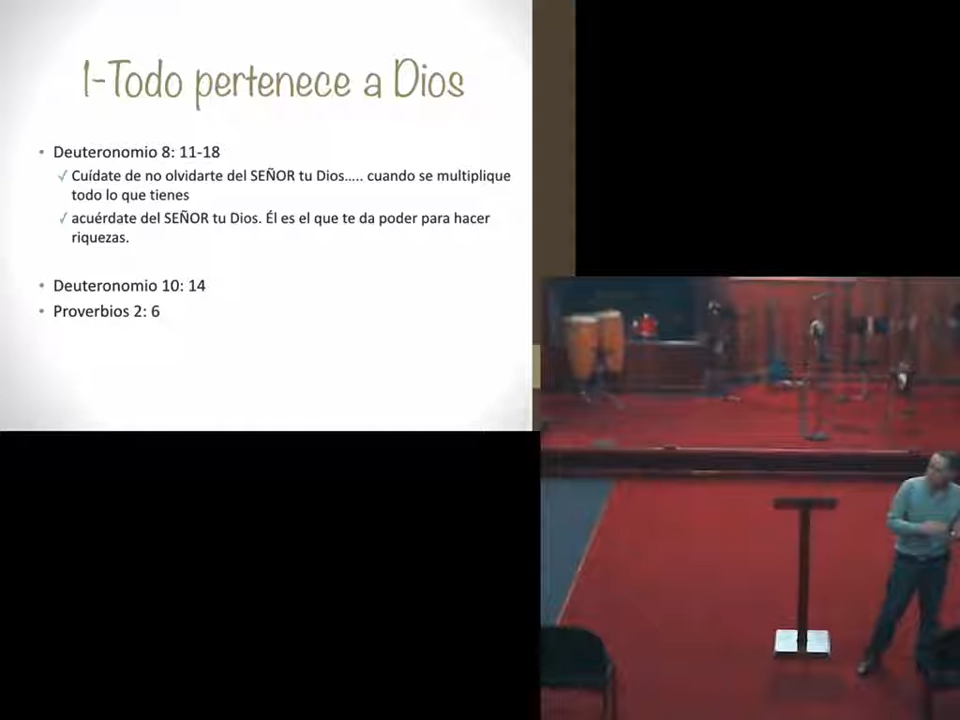 1-Todo pertenece a Dios
• Deuteronomio 8: 11-18
✓ Cuídate de no olvidarte del SEÑOR tu Dios..... cuando se multiplique
todo lo que tienes
✓ acuérdate del SEÑOR tu Dios. Él es el que te da poder para hacer
riquezas.
• Deuteronomio 10: 14
• Proverbios 2: 6